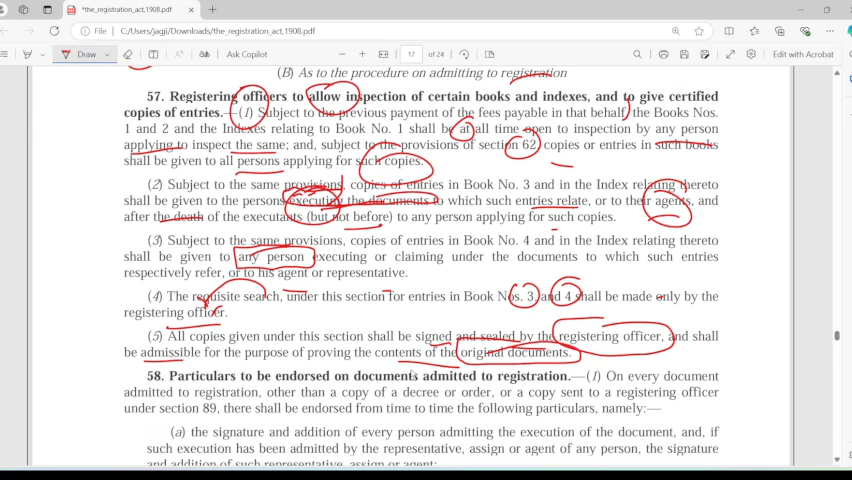 *the_registration_act,1908.pdf
File C:/Users/jagji/Downloads/the_registration_act,1908.pdf
Draw Ask Copilot 17 of 24 Edit with Acrobat
(B) As to the procedure on admitting to registration
57. Registering officers to allow inspection of certain books and indexes, and to give certified
copies of entries.—(1) Subject to the previous payment of the fees payable in that behalf, the Books Nos.
1 and 2 and the Indexes relating to Book No. 1 shall be at all time open to inspection by any person
applying to inspect the same; and, subject to the provisions of section 62, copies or entries in such books
shall be given to all persons applying for such copies.
(2) Subject to the same provisions, copies of entries in Book No. 3 and in the Index relating thereto
shall be given to the persons executing the documents to which such entries relate, or to their agents, and
after the death of the executants (but not before) to any person applying for such copies.
(3) Subject to the same provisions, copies of entries in Book No. 4 and in the Index relating thereto
shall be given to any person executing or claiming under the documents to which such entries
respectively refer, or to his agent or representative.
(4) The requisite search, under this section for entries in Book Nos. 3, and 4 shall be made only by the
registering officer.
(5) All copies given under this section shall be signed and sealed by the registering officer, and shall
be admissible for the purpose of proving the contents of the original documents.
58. Particulars to be endorsed on documents admitted to registration.—(1) On every document
admitted to registration, other than a copy of a decree or order, or a copy sent to a registering officer
under section 89, there shall be endorsed from time to time the following particulars, namely:—
(a) the signature and addition of every person admitting the execution of the document, and, if
such execution has been admitted by the representative, assign or agent of any person, the signature
and addition of such representative, assign or agent;